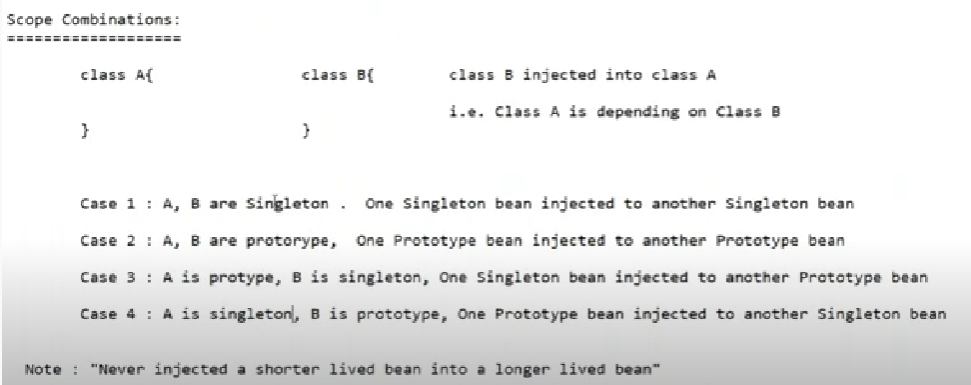 Scope Combinations:
===================
class A{ class B{ class B injected into class A
i.e. Class A is depending on Class B
} }
Case 1 : A, B are Singleton . One Singleton bean injected to another Singleton bean
Case 2 : A, B are protorype, One Prototype bean injected to another Prototype bean
Case 3 : A is protype, B is singleton, One Singleton bean injected to another Prototype bean
Case 4 : A is singleton, B is prototype, One Prototype bean injected to another Singleton bean
Note : "Never injected a shorter lived bean into a longer lived bean"